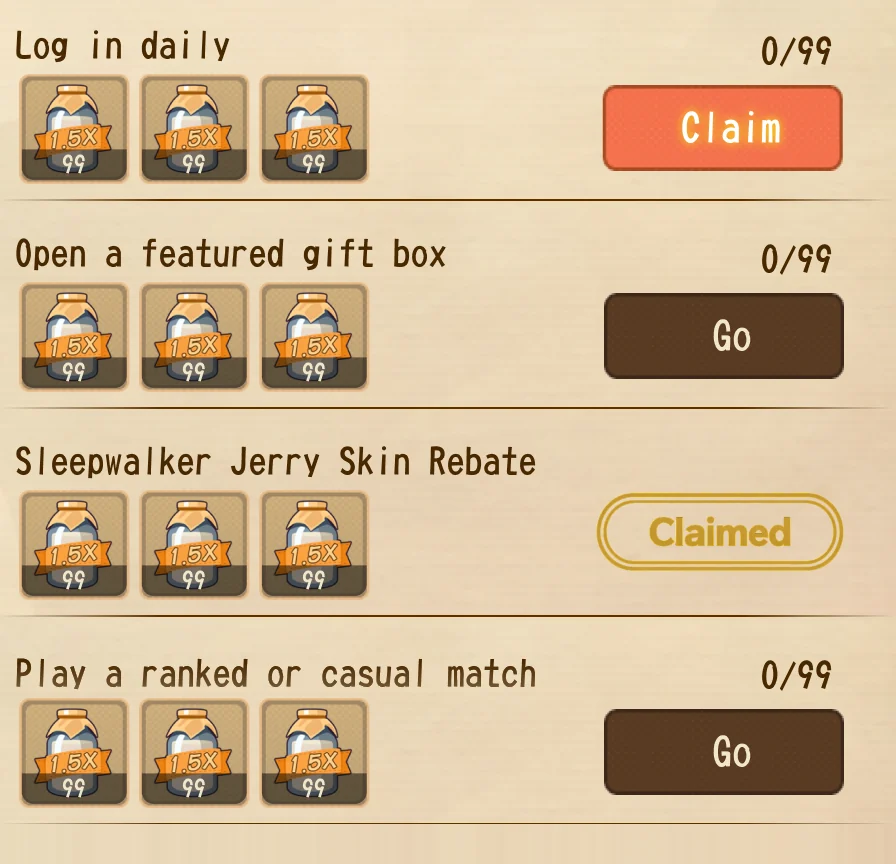 Log in daily
0/99
1.5X 1.5X 1.5X
99 99 99
Claim
Open a featured gift box
0/99
1.5X 1.5X 1.5X
99 99 99
Go
Sleepwalker Jerry Skin Rebate
1.5X 1.5X 1.5X
99 99 99
Claimed
Play a ranked or casual match
0/99
1.5X 1.5X 1.5X
99 99 99
Go